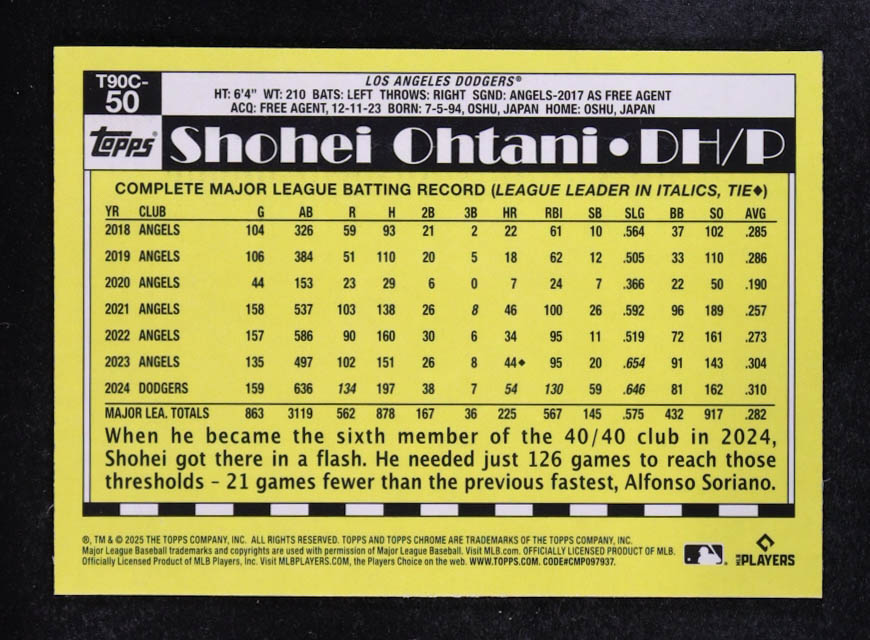 T90C-
50
LOS ANGELES DODGERS®
HT: 6'4" WT: 210 BATS: LEFT THROWS: RIGHT SGND: ANGELS-2017 AS FREE AGENT
ACQ: FREE AGENT, 12-11-23 BORN: 7-5-94, OSHU, JAPAN HOME: OSHU, JAPAN
Topps® Shohei Ohtani • DH/P
COMPLETE MAJOR LEAGUE BATTING RECORD (LEAGUE LEADER IN ITALICS, TIE◆)
YR CLUB G AB R H 2B 3B HR RBI SB SLG BB SO AVG
2018 ANGELS 104 326 59 93 21 2 22 61 10 .564 37 102 .285
2019 ANGELS 106 384 51 110 20 5 18 62 12 .505 33 110 .286
2020 ANGELS 44 153 23 29 6 0 7 24 7 .366 22 50 .190
2021 ANGELS 158 537 103 138 26 8 46 100 26 .592 96 189 .257
2022 ANGELS 157 586 90 160 30 6 34 95 11 .519 72 161 .273
2023 ANGELS 135 497 102 151 26 8 44◆ 95 20 .654 91 143 .304
2024 DODGERS 159 636 134 197 38 7 54 130 59 .646 81 162 .310
MAJOR LEA. TOTALS 863 3119 562 878 167 36 225 567 145 .575 432 917 .282
When he became the sixth member of the 40/40 club in 2024,
Shohei got there in a flash. He needed just 126 games to reach those
thresholds – 21 games fewer than the previous fastest, Alfonso Soriano.
®, TM & © 2025 THE TOPPS COMPANY, INC. ALL RIGHTS RESERVED. TOPPS AND TOPPS CHROME ARE TRADEMARKS OF THE TOPPS COMPANY, INC.
Major League Baseball trademarks and copyrights are used with permission of Major League Baseball. Visit MLB.com. OFFICIALLY LICENSED PRODUCT OF MLB.
Officially Licensed Product of MLB Players, Inc. Visit MLBPLAYERS.com, the Players Choice on the web. WWW.TOPPS.COM. CODE#CMP097937.
MLB PLAYERS